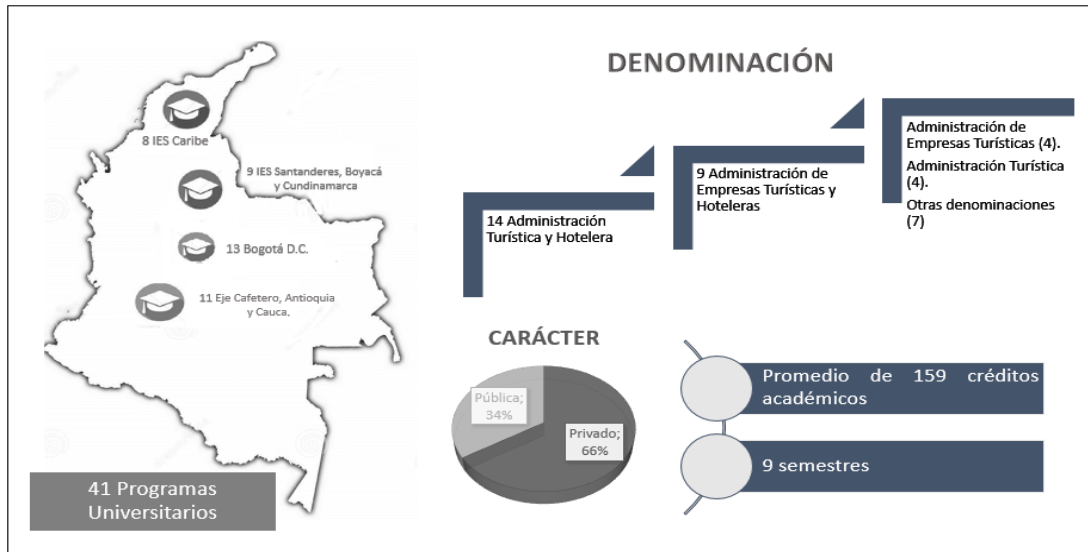 8 IES Caribe
9 IES Santanderes, Boyacá
y Cundinamarca
13 Bogotá D.C.
11 Eje Cafetero, Antioquia
y Cauca.
41 Programas
Universitarios
DENOMINACIÓN
14 Administración
Turística y Hotelera
9 Administración de
Empresas Turísticas y
Hoteleras
Administración de
Empresas Turísticas (4).
Administración Turística
(4).
Otras denominaciones
(7)
CARÁCTER
Pública;
34%
Privado;
66%
Promedio de 159 créditos
académicos
9 semestres